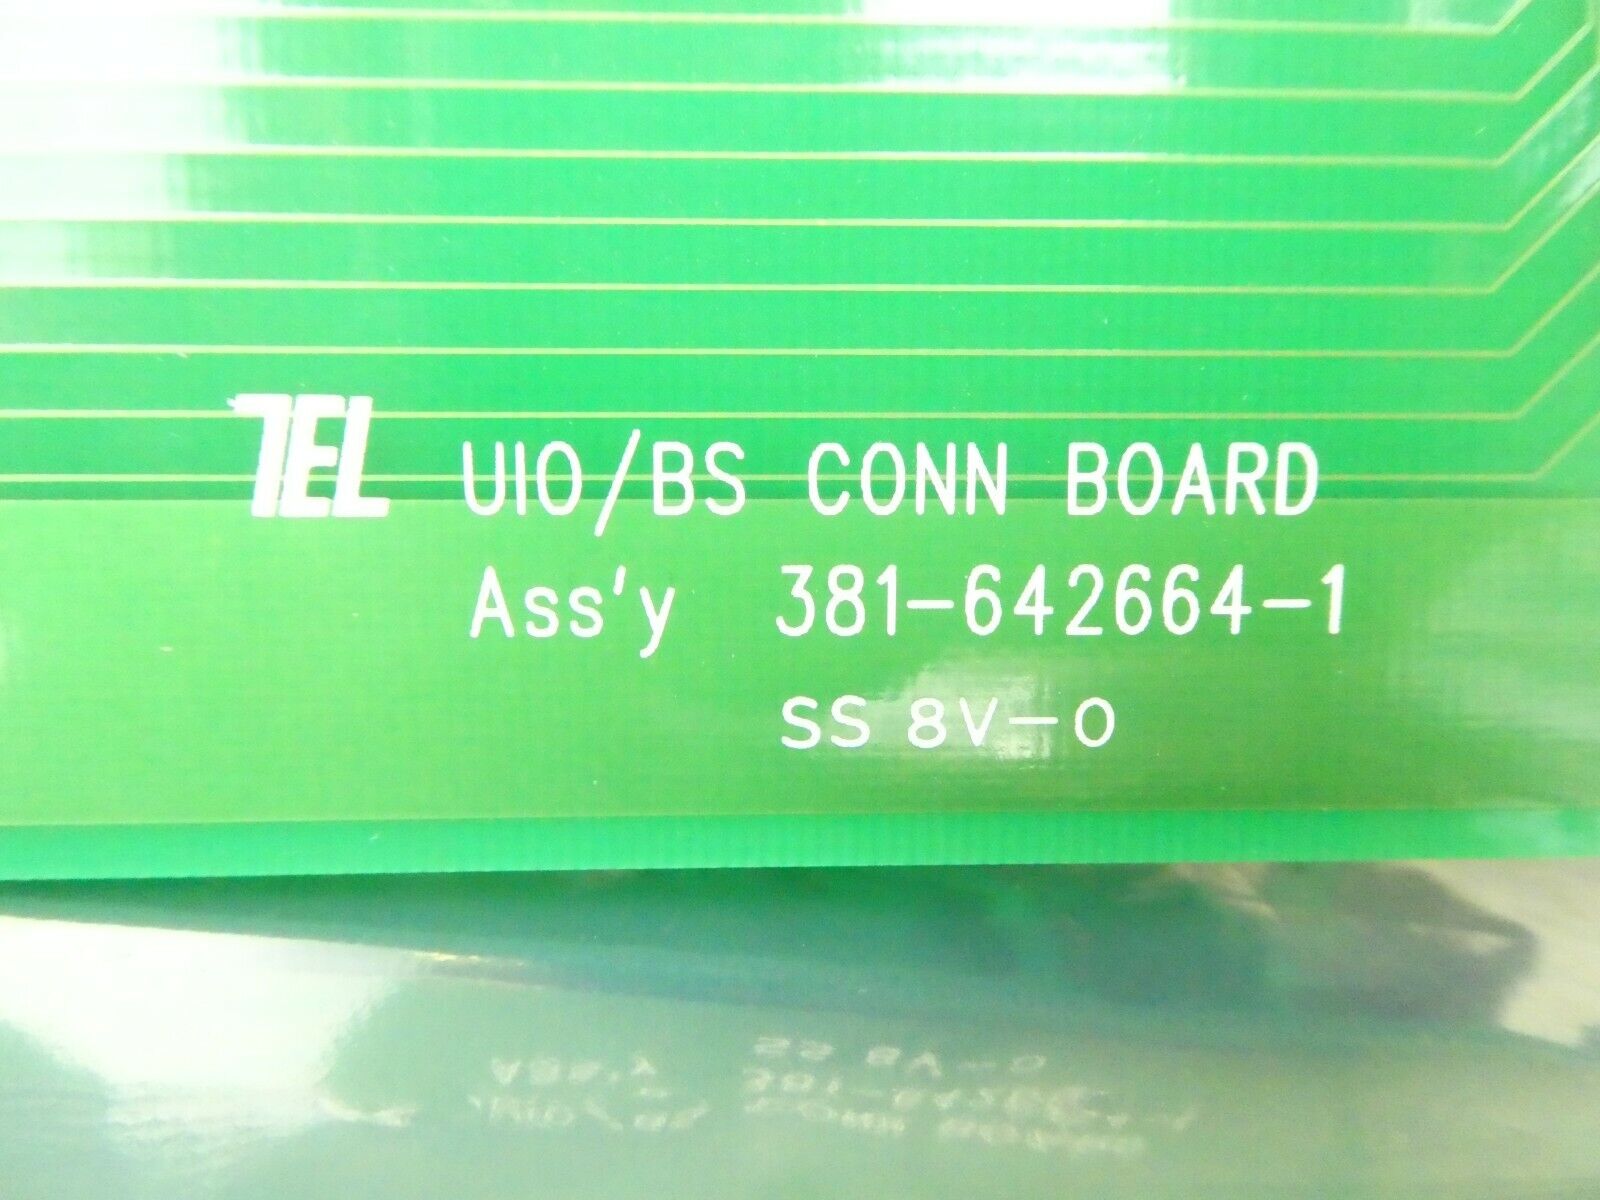 TEL UIO/BS CONN BOARD
Ass'y 381-642664-1
SS 8V-0